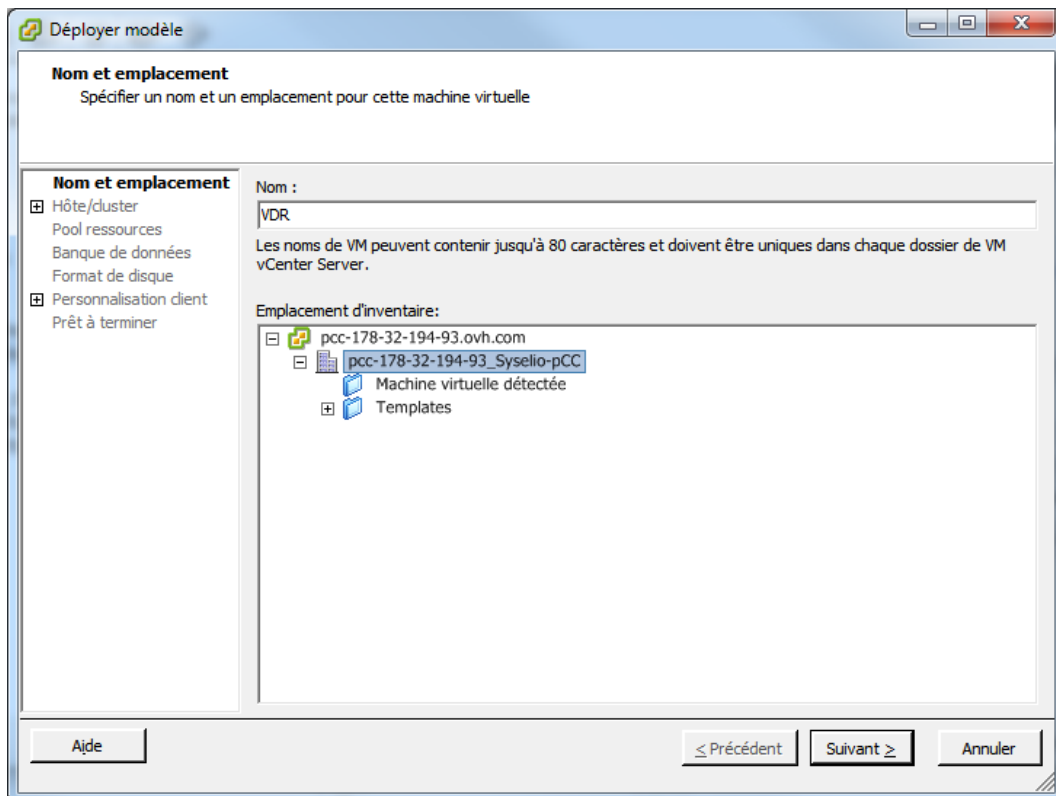 Déployer modèle
Nom et emplacement
Spécifier un nom et un emplacement pour cette machine virtuelle
Nom et emplacement
Hôte/cluster
Pool ressources
Banque de données
Format de disque
Personnalisation client
Prêt à terminer
Nom :
VDR
Les noms de VM peuvent contenir jusqu'à 80 caractères et doivent être uniques dans chaque dossier de VM
vCenter Server.
Emplacement d'inventaire:
pcc-178-32-194-93.ovh.com
pcc-178-32-194-93_Syselio-pCC
Machine virtuelle détectée
Templates
Aide
< Précédent
Suivant >
Annuler